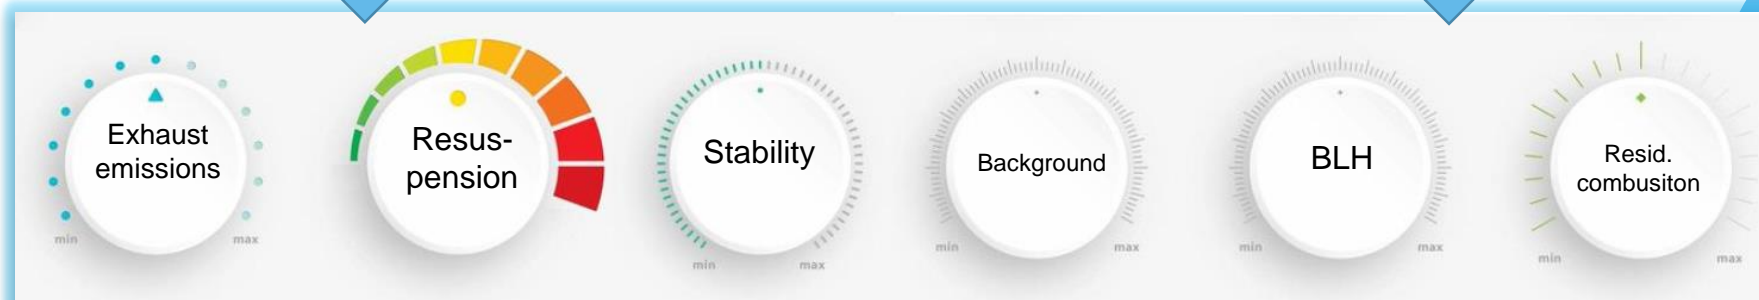 Exhaust
emissions
min
max
Resus-
pension
Stability
min
max
Background
min
max
BLH
min
max
Resid.
combusiton
min
max